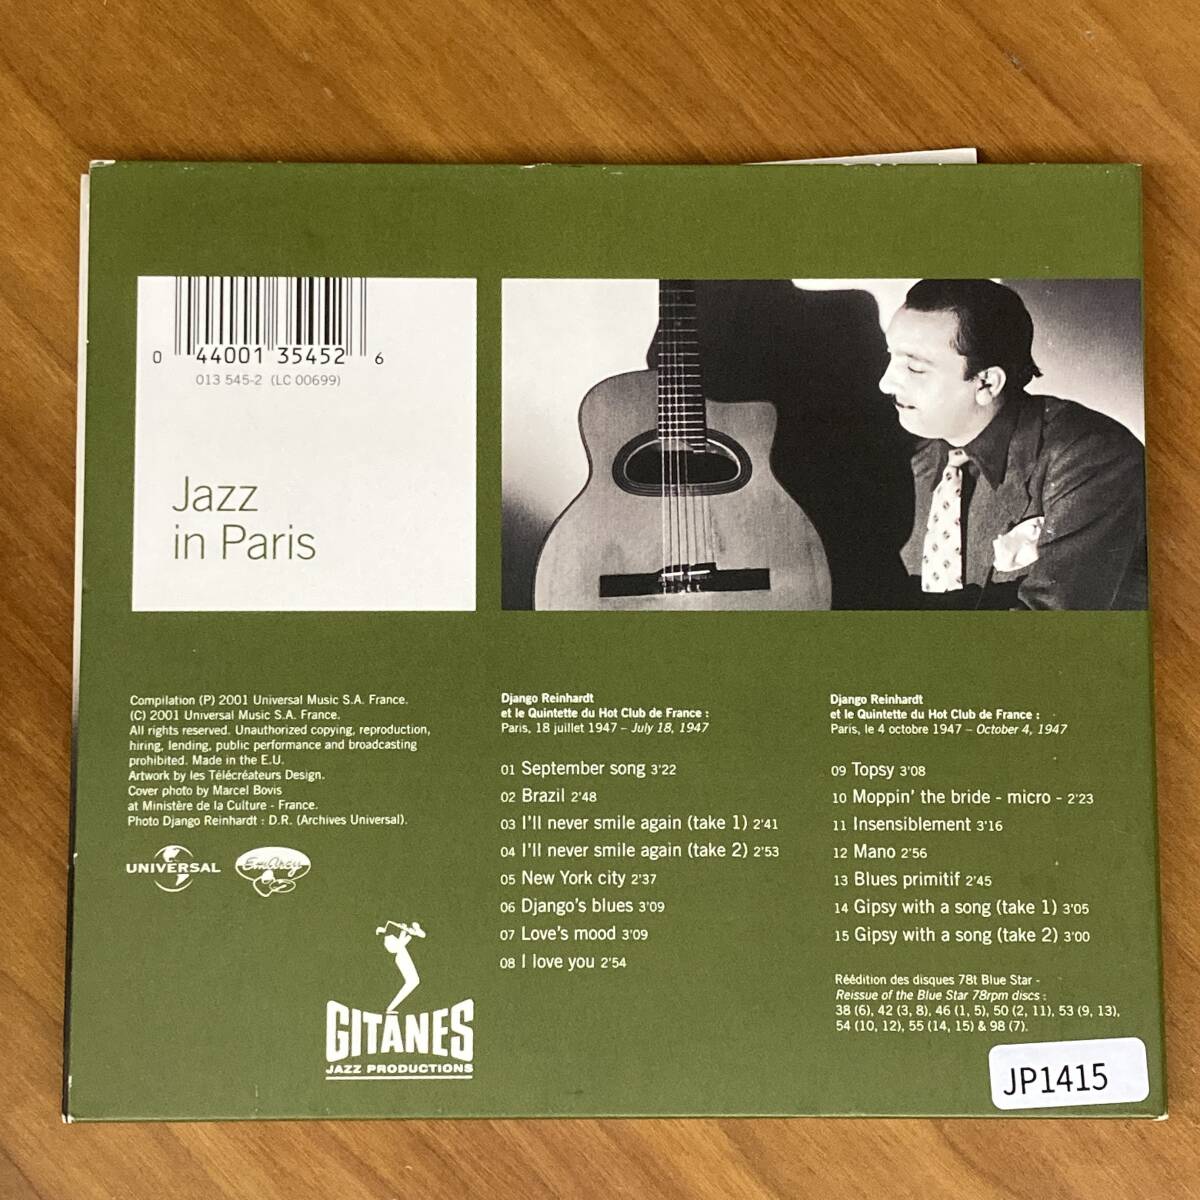 0 44001 35452 6
013 545-2 (LC 00699)
Jazz
in Paris
Compilation (P) 2001 Universal Music S.A. France.
(C) 2001 Universal Music S.A. France.
All rights reserved. Unauthorized copying, reproduction,
hiring, lending, public performance and broadcasting
prohibited. Made in the E.U.
Artwork by les Télécréateurs Design.
Cover photo by Marcel Bovis
at Ministère de la Culture - France.
Photo Django Reinhardt : D.R. (Archives Universal).
UNIVERSAL
EmArcy
GITANES
JAZZ PRODUCTIONS
Django Reinhardt
et le Quintette du Hot Club de France :
Paris, 18 juillet 1947 – July 18, 1947
01 September song 3'22
02 Brazil 2'48
03 I'll never smile again (take 1) 2'41
04 I'll never smile again (take 2) 2'53
05 New York city 2'37
06 Django's blues 3'09
07 Love's mood 3'09
08 I love you 2'54
Django Reinhardt
et le Quintette du Hot Club de France :
Paris, le 4 octobre 1947 – October 4, 1947
09 Topsy 3'08
10 Moppin' the bride - micro - 2'23
11 Insensiblement 3'16
12 Mano 2'56
13 Blues primitif 2'45
14 Gipsy with a song (take 1) 3'05
15 Gipsy with a song (take 2) 3'00
Réédition des disques 78t Blue Star -
Reissue of the Blue Star 78rpm discs :
38 (6), 42 (3, 8), 46 (1, 5), 50 (2, 11), 53 (9, 13),
54 (10, 12), 55 (14, 15) & 98 (7).
JP1415